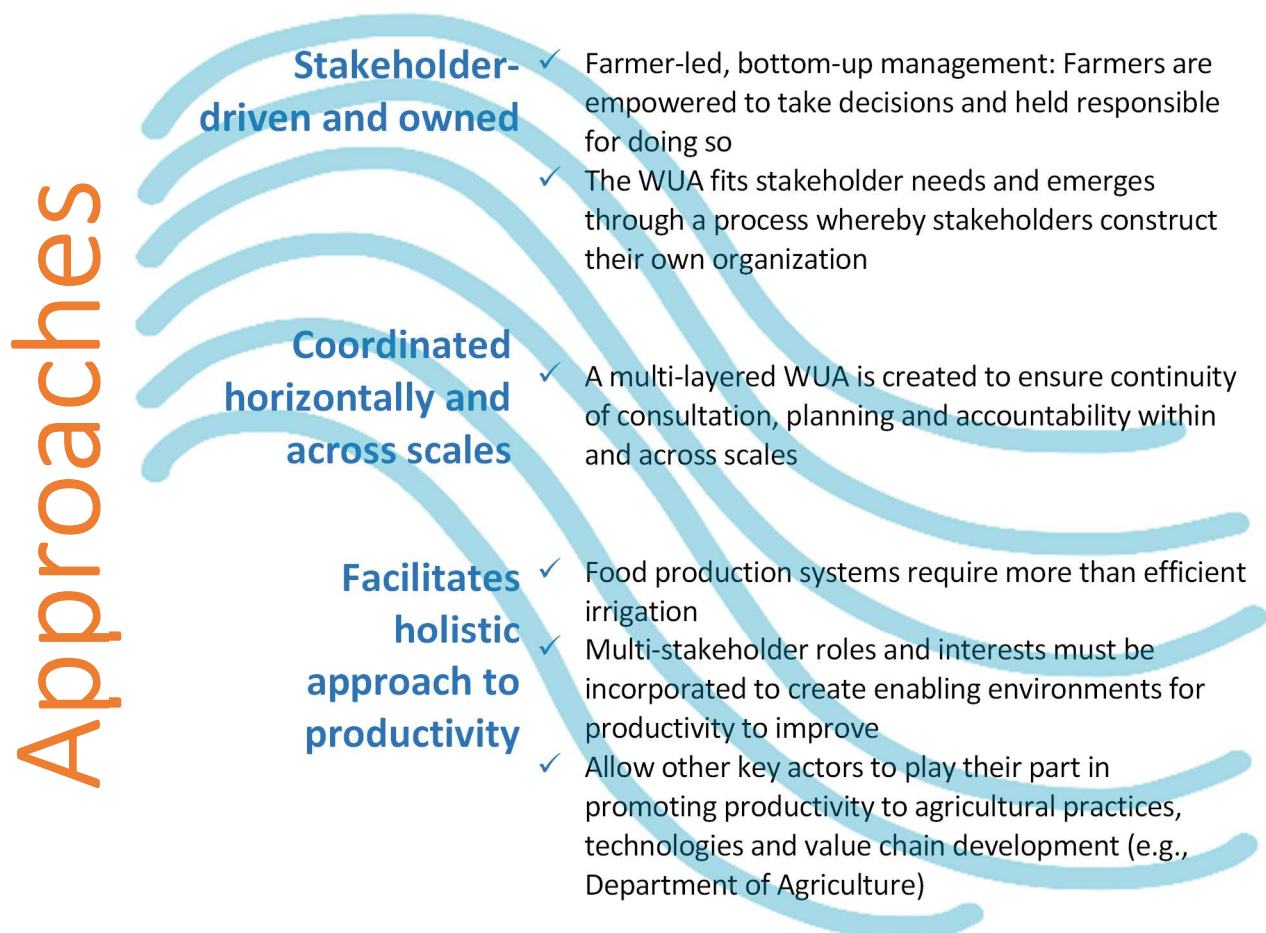 Approaches
Stakeholder-
driven and owned
✓ Farmer-led, bottom-up management: Farmers are
empowered to take decisions and held responsible
for doing so
✓ The WUA fits stakeholder needs and emerges
through a process whereby stakeholders construct
their own organization
Coordinated
horizontally and
across scales
✓ A multi-layered WUA is created to ensure continuity
of consultation, planning and accountability within
and across scales
Facilitates
holistic
approach to
productivity
✓ Food production systems require more than efficient
irrigation
✓ Multi-stakeholder roles and interests must be
incorporated to create enabling environments for
productivity to improve
✓ Allow other key actors to play their part in
promoting productivity to agricultural practices,
technologies and value chain development (e.g.,
Department of Agriculture)